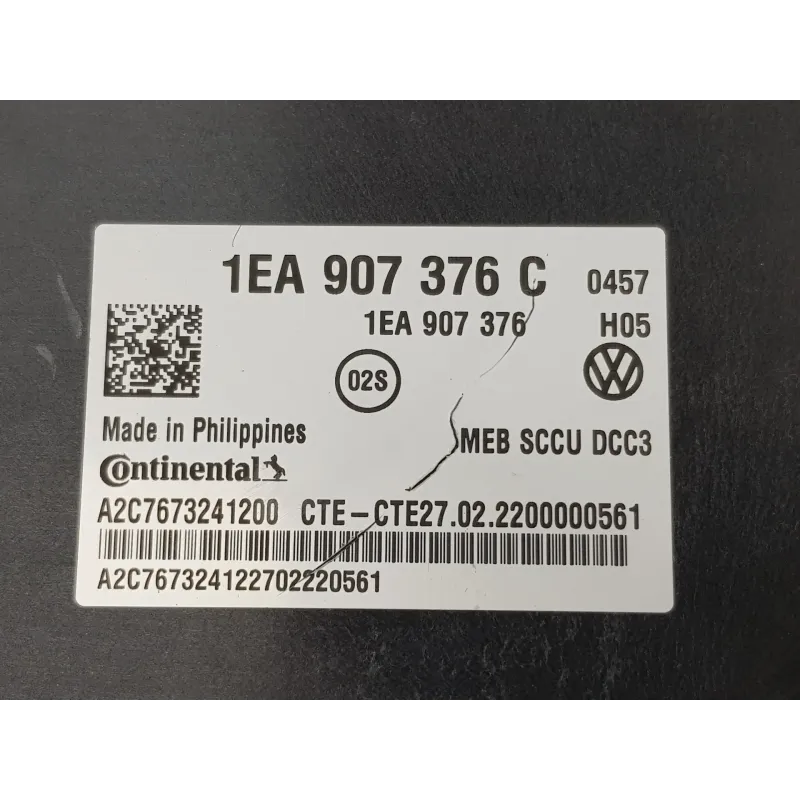 1EA 907 376 C 0457
1EA 907 376 H05
02S
Made in Philippines
MEB SCCU DCC3
Continental
A2C7673241200 CTE-CTE27.02.2200000561
A2C767324122702220561